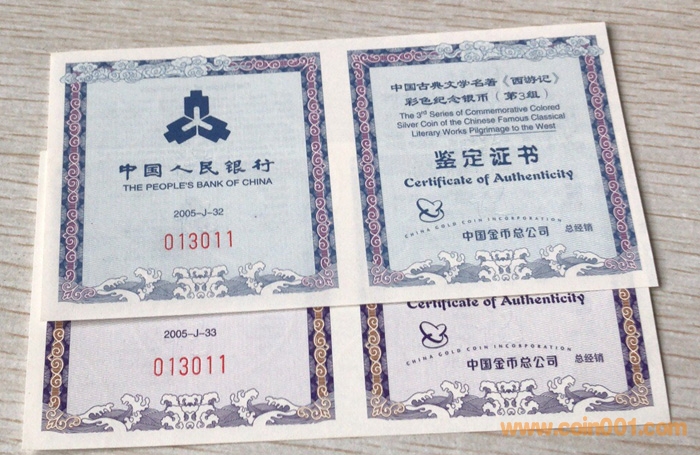 中国人民银行
THE PEOPLE'S BANK OF CHINA
2005-J-32
013011
中国古典文学名著《西游记》
彩色纪念银币（第3组）
The 3rd Series of Commemorative Colored
Silver Coin of the Chinese Famous Classical
Literary Works Pilgrimage to the West
鉴定证书
Certificate of Authenticity
CHINA GOLD COIN INCORPORATION
中国金币总公司 总经销
2005-J-33
013011
Certificate of Authenticity
CHINA GOLD COIN INCORPORATION
中国金币总公司 总经销
www.coin001.com